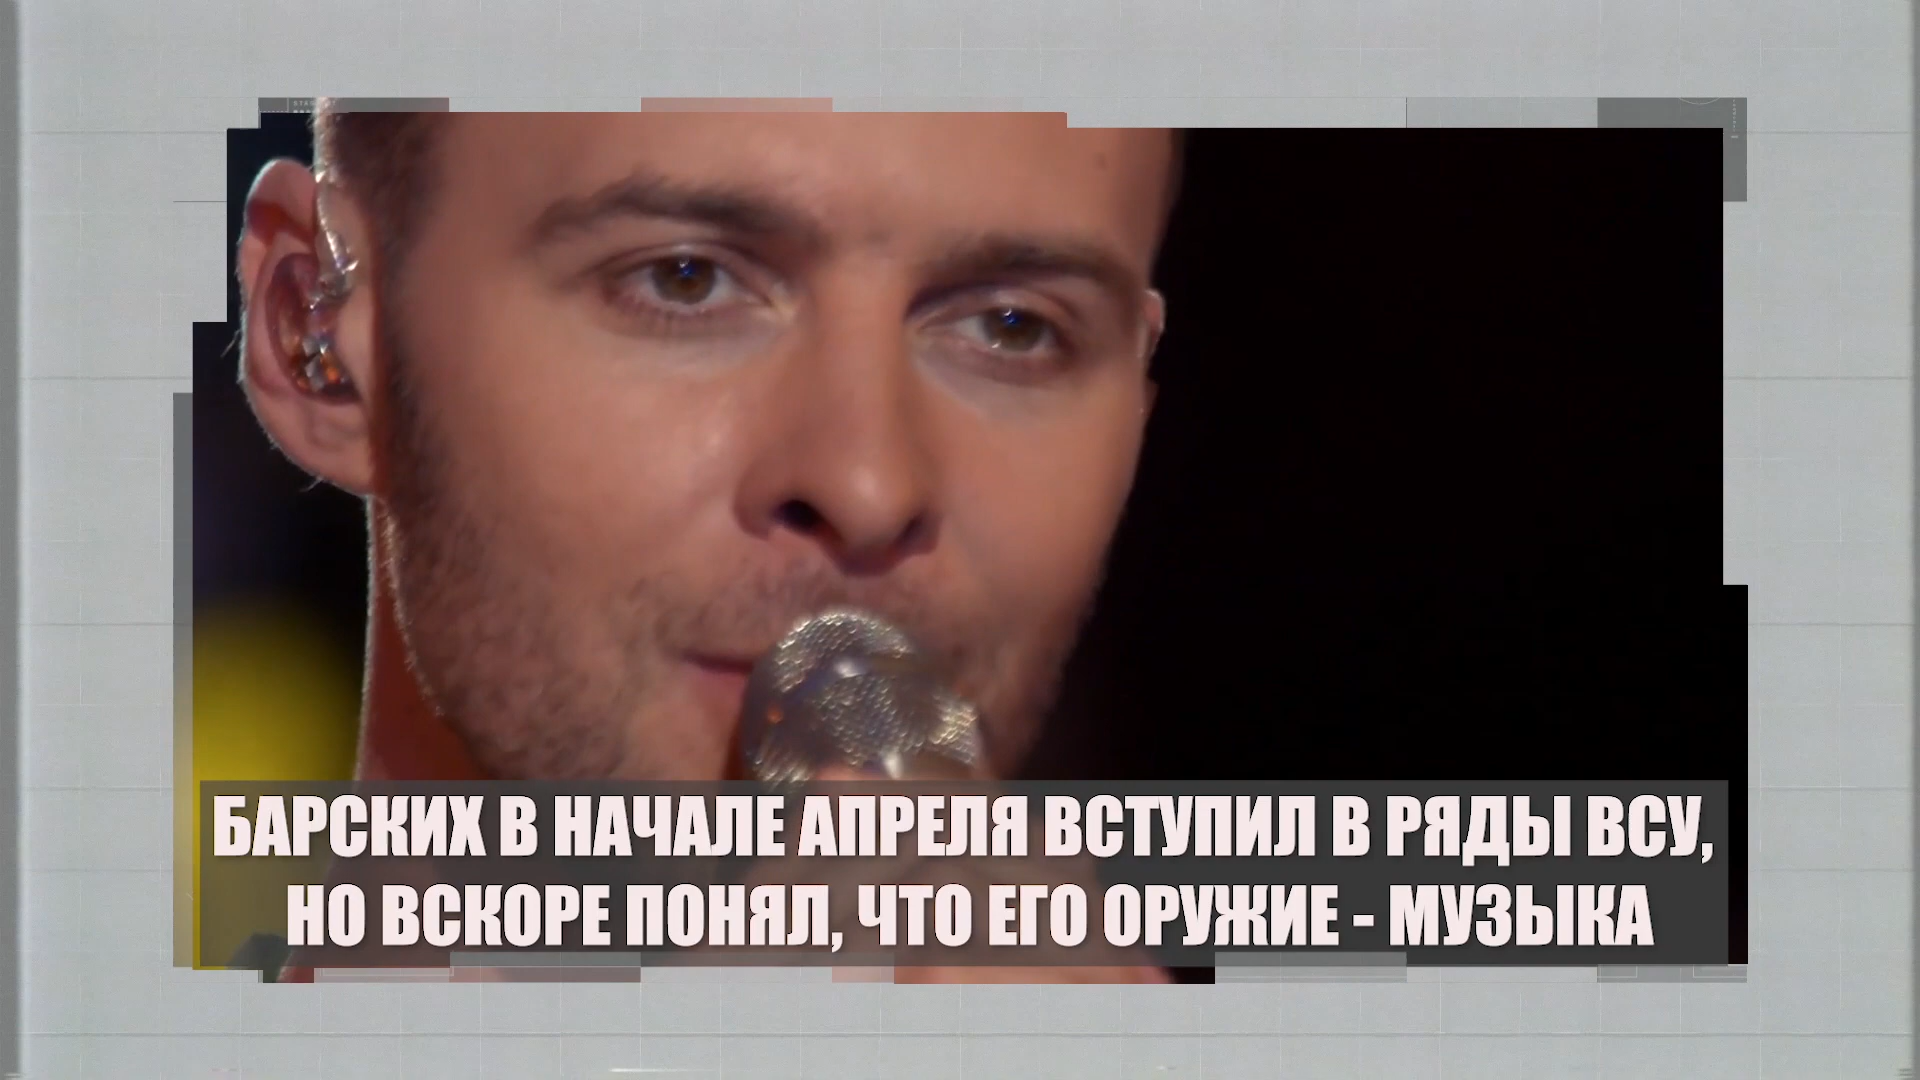 БАРСКИХ В НАЧАЛЕ АПРЕЛЯ ВСТУПИЛ В РЯДЫ ВСУ,
НО ВСКОРЕ ПОНЯЛ, ЧТО ЕГО ОРУЖИЕ - МУЗЫКА